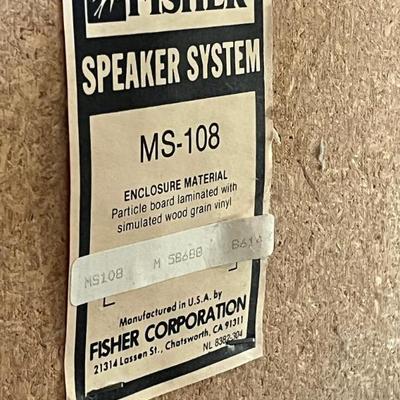 FISHER
SPEAKER SYSTEM
MS-108
ENCLOSURE MATERIAL
Particle board laminated with
simulated wood grain vinyl
MS108 M 58680
Manufactured in U.S.A. by
FISHER CORPORATION
21314 Lassen St., Chatsworth, CA 91311
NL 8382-304